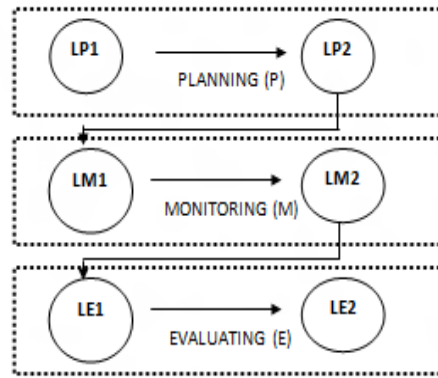 LP1
LP2
PLANNING (P)
LM1
LM2
MONITORING (M)
LE1
LE2
EVALUATING (E)